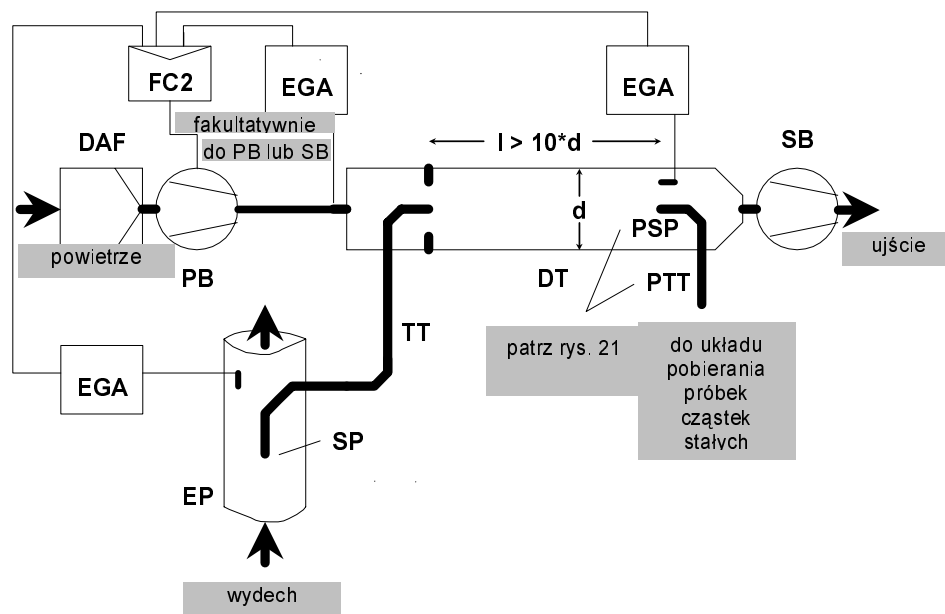 FC2
EGA
EGA
fakultatywnie
do PB lub SB
DAF
l > 10*d
SB
d
powietrze
PB
PSP
ujście
DT
PTT
TT
patrz rys. 21
do układu
pobierania
próbek
cząstek
stałych
EGA
SP
EP
wydech